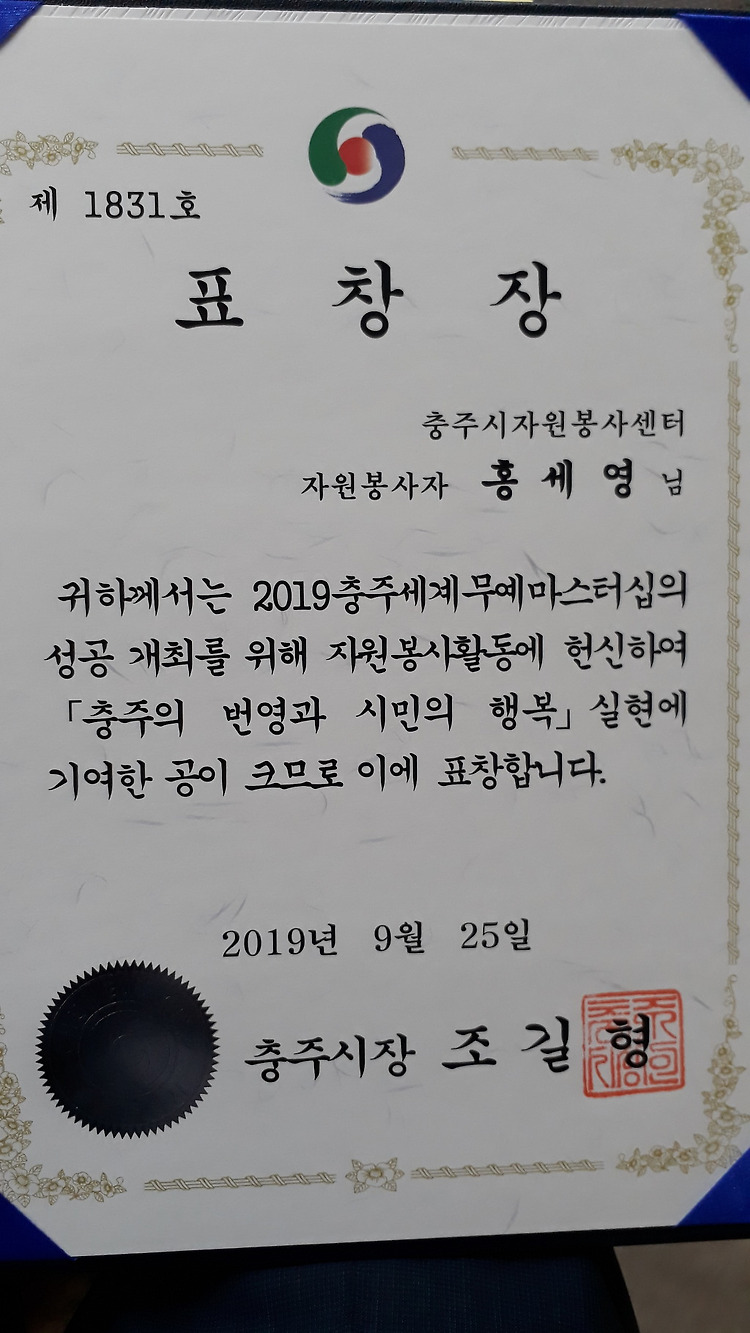 제 1831호
표 창 장
충주시자원봉사센터
자원봉사자 홍 세 영 님
귀하께서는 2019충주세계무예마스터십의
성공 개최를 위해 자원봉사활동에 헌신하여
「충주의 번영과 시민의 행복」 실현에
기여한 공이 크므로 이에 표창합니다.
2019년 9월 25일
충주시장 조 길 형